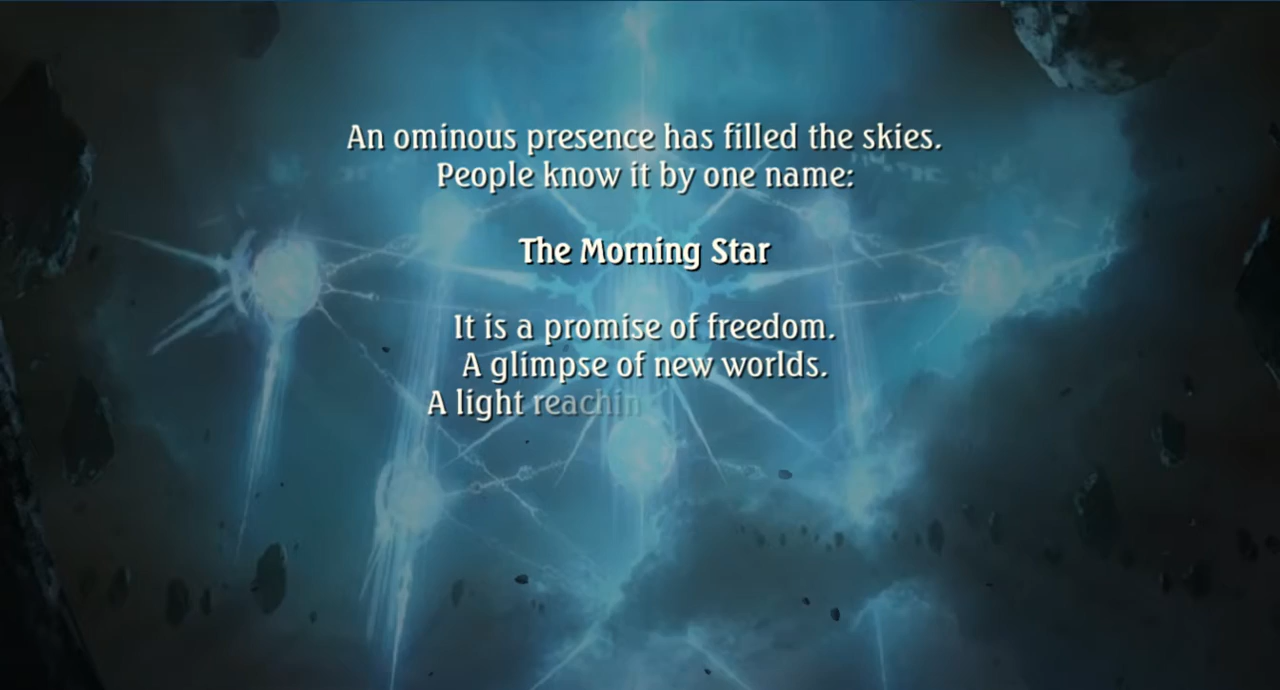 An ominous presence has filled the skies.
People know it by one name:
The Morning Star
It is a promise of freedom.
A glimpse of new worlds.
A light reachin